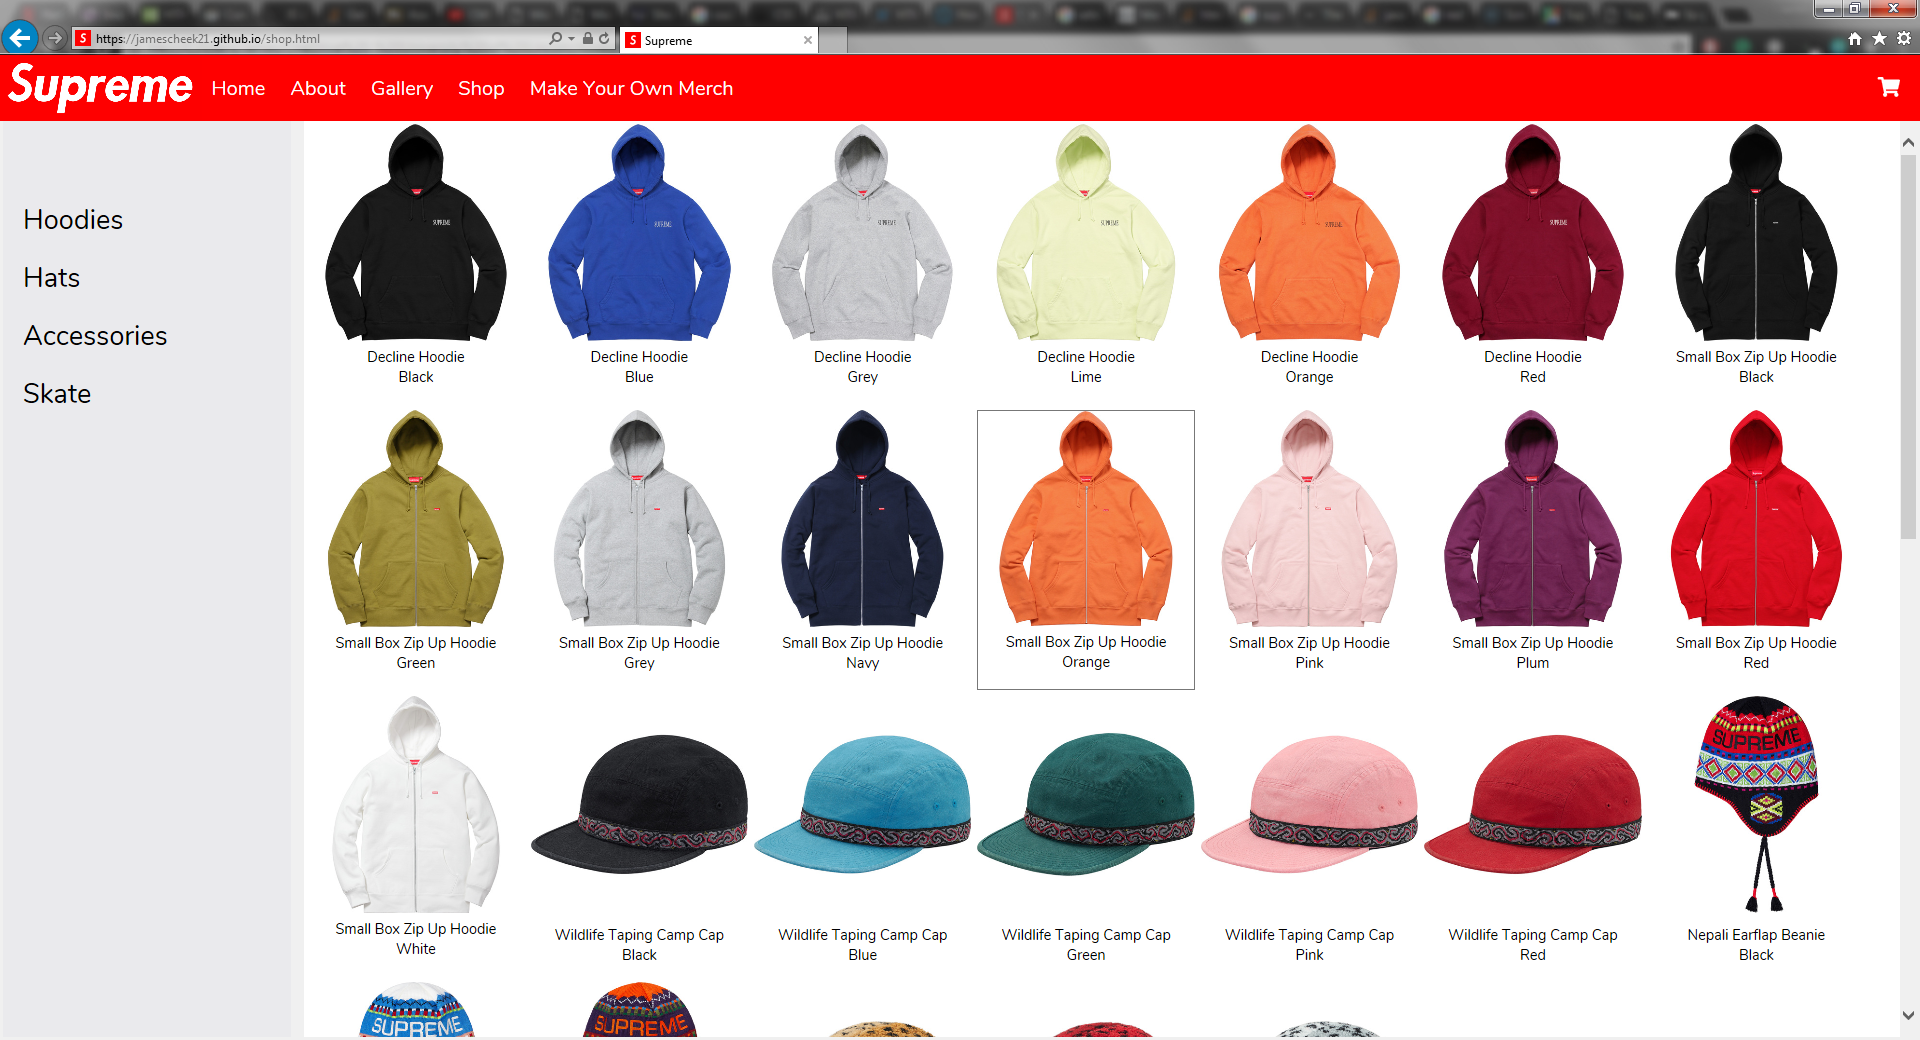 https://jamescheek21.github.io/shop.html
S Supreme
Supreme Home About Gallery Shop Make Your Own Merch
Hoodies
Hats
Accessories
Skate
Decline Hoodie
Black
Decline Hoodie
Blue
Decline Hoodie
Grey
Decline Hoodie
Lime
Decline Hoodie
Orange
Decline Hoodie
Red
Small Box Zip Up Hoodie
Black
Small Box Zip Up Hoodie
Green
Small Box Zip Up Hoodie
Grey
Small Box Zip Up Hoodie
Navy
Small Box Zip Up Hoodie
Orange
Small Box Zip Up Hoodie
Pink
Small Box Zip Up Hoodie
Plum
Small Box Zip Up Hoodie
Red
Small Box Zip Up Hoodie
White
Wildlife Taping Camp Cap
Black
Wildlife Taping Camp Cap
Blue
Wildlife Taping Camp Cap
Green
Wildlife Taping Camp Cap
Pink
Wildlife Taping Camp Cap
Red
SUPREME
Nepali Earflap Beanie
Black
SUPREME
SUPREME